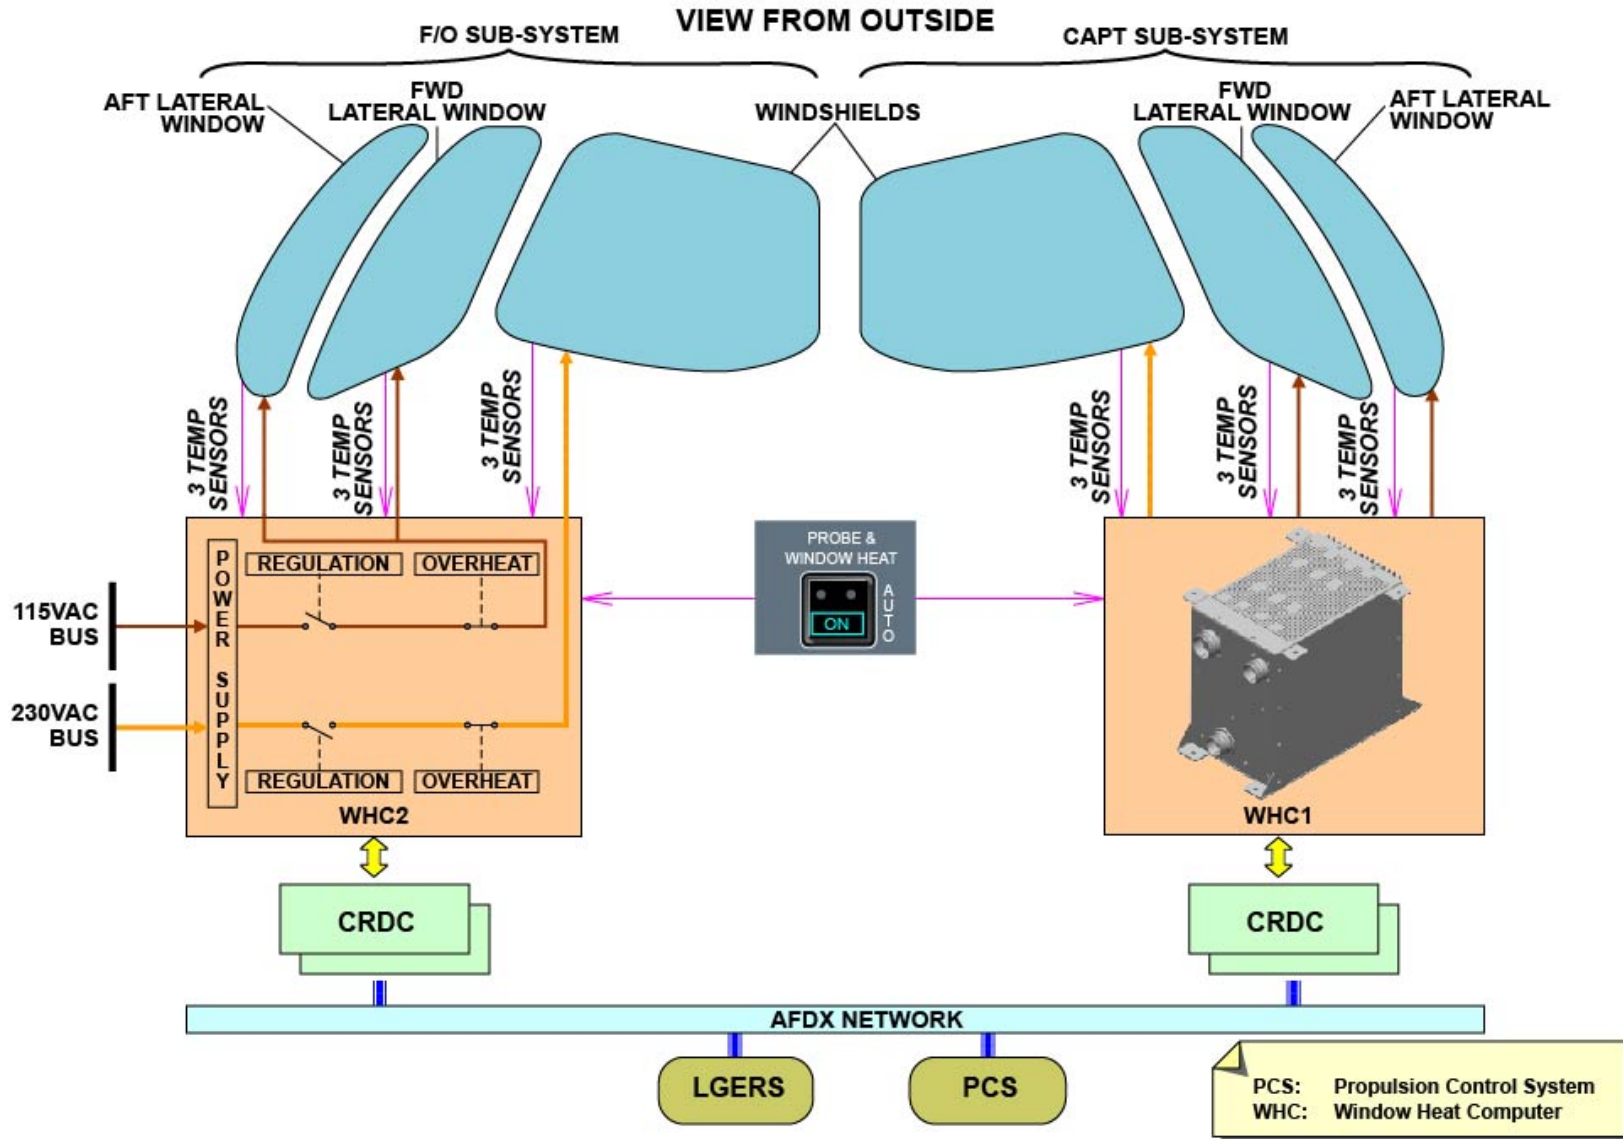 VIEW FROM OUTSIDE
F/O SUB-SYSTEM
CAPT SUB-SYSTEM
AFT LATERAL
WINDOW
FWD
LATERAL WINDOW
WINDSHIELDS
FWD
LATERAL WINDOW
AFT LATERAL
WINDOW
3 TEMP
SENSORS
3 TEMP
SENSORS
3 TEMP
SENSORS
3 TEMP
SENSORS
3 TEMP
SENSORS
3 TEMP
SENSORS
115VAC
BUS
230VAC
BUS
POWER SUPPLY
REGULATION
OVERHEAT
REGULATION
OVERHEAT
WHC2
PROBE &
WINDOW HEAT
ON
AUTO
WHC1
CRDC
CRDC
AFDX NETWORK
LGERS
PCS
PCS: Propulsion Control System
WHC: Window Heat Computer